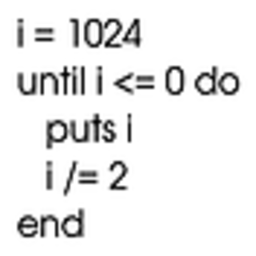 i = 1024
until i <= 0 do
   puts i
   i /= 2
end